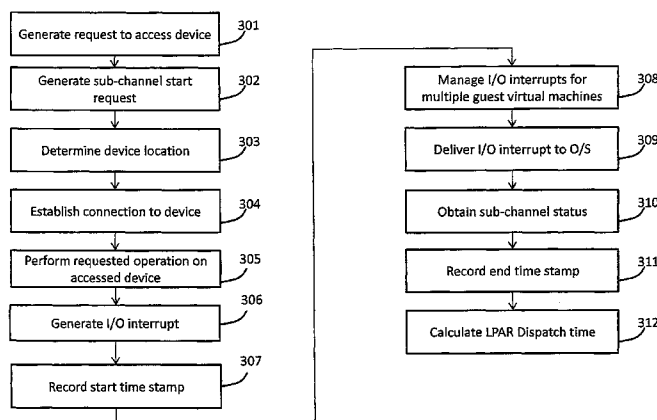 Generate request to access device
301
Generate sub-channel start
request
302
Determine device location
303
Establish connection to device
304
Perform requested operation on
accessed device
305
Generate I/O interrupt
306
Record start time stamp
307
Manage I/O interrupts for
multiple guest virtual machines
308
Deliver I/O interrupt to O/S
309
Obtain sub-channel status
310
Record end time stamp
311
Calculate LPAR Dispatch time
312